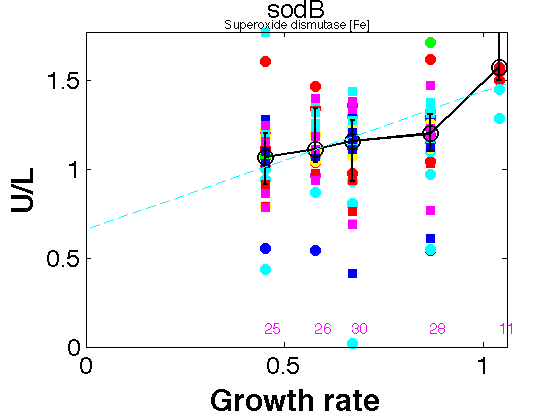 sodB
Superoxide dismutase [Fe]
U/L
1.5
1
0.5
0
25 26 30 28 11
0 0.5 1
Growth rate